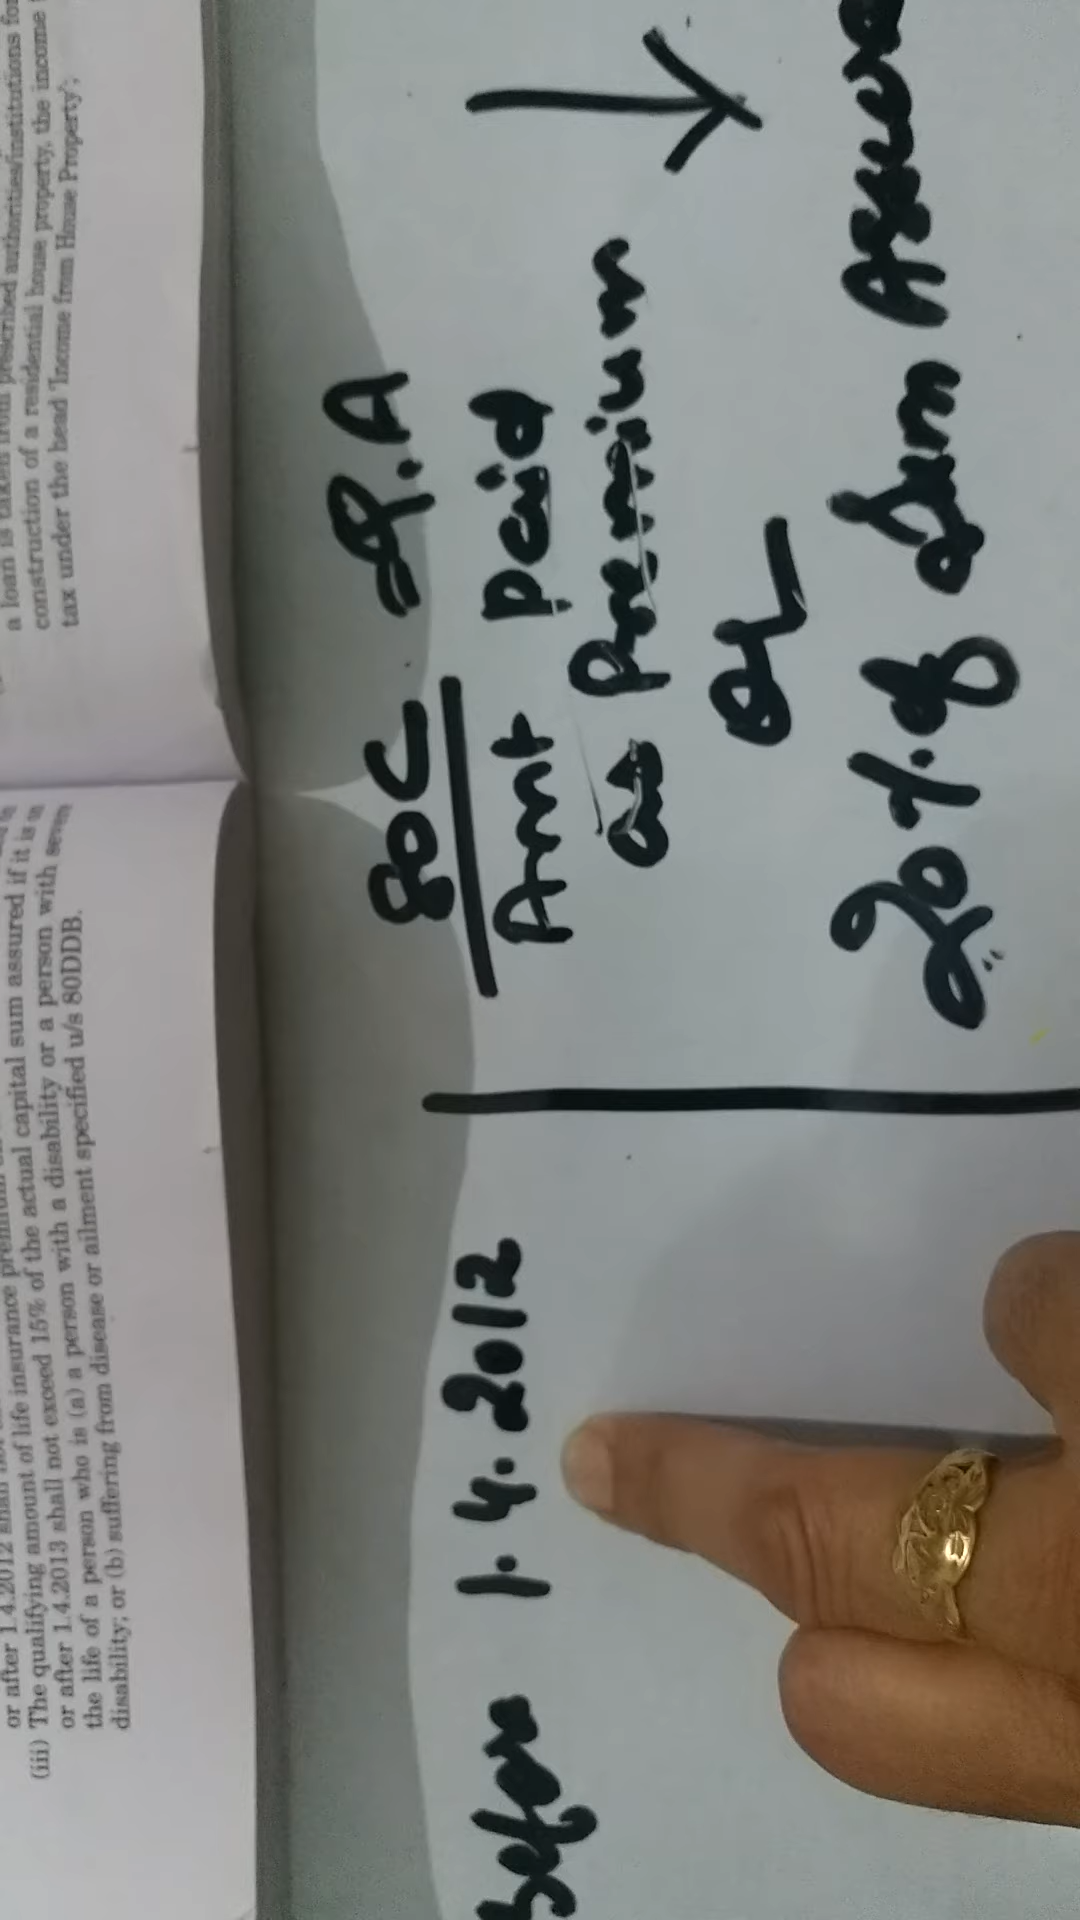 a loan is taken from prescribed authorities/institutions for
construction of a residential house property, the income
tax under the head 'Income from House Property';
or after 1.4.2012 shall not
(iii) The qualifying amount of life insurance premium
or after 1.4.2013 shall not exceed 15% of the actual capital sum assured if it is
the life of a person who is (a) a person with a disability or a person with severe
disability; or (b) suffering from disease or ailment specified u/s 80DDB.
80C Q.A
Before 1.4.2012 Amt paid
as premium
or
20% of Sum Assured